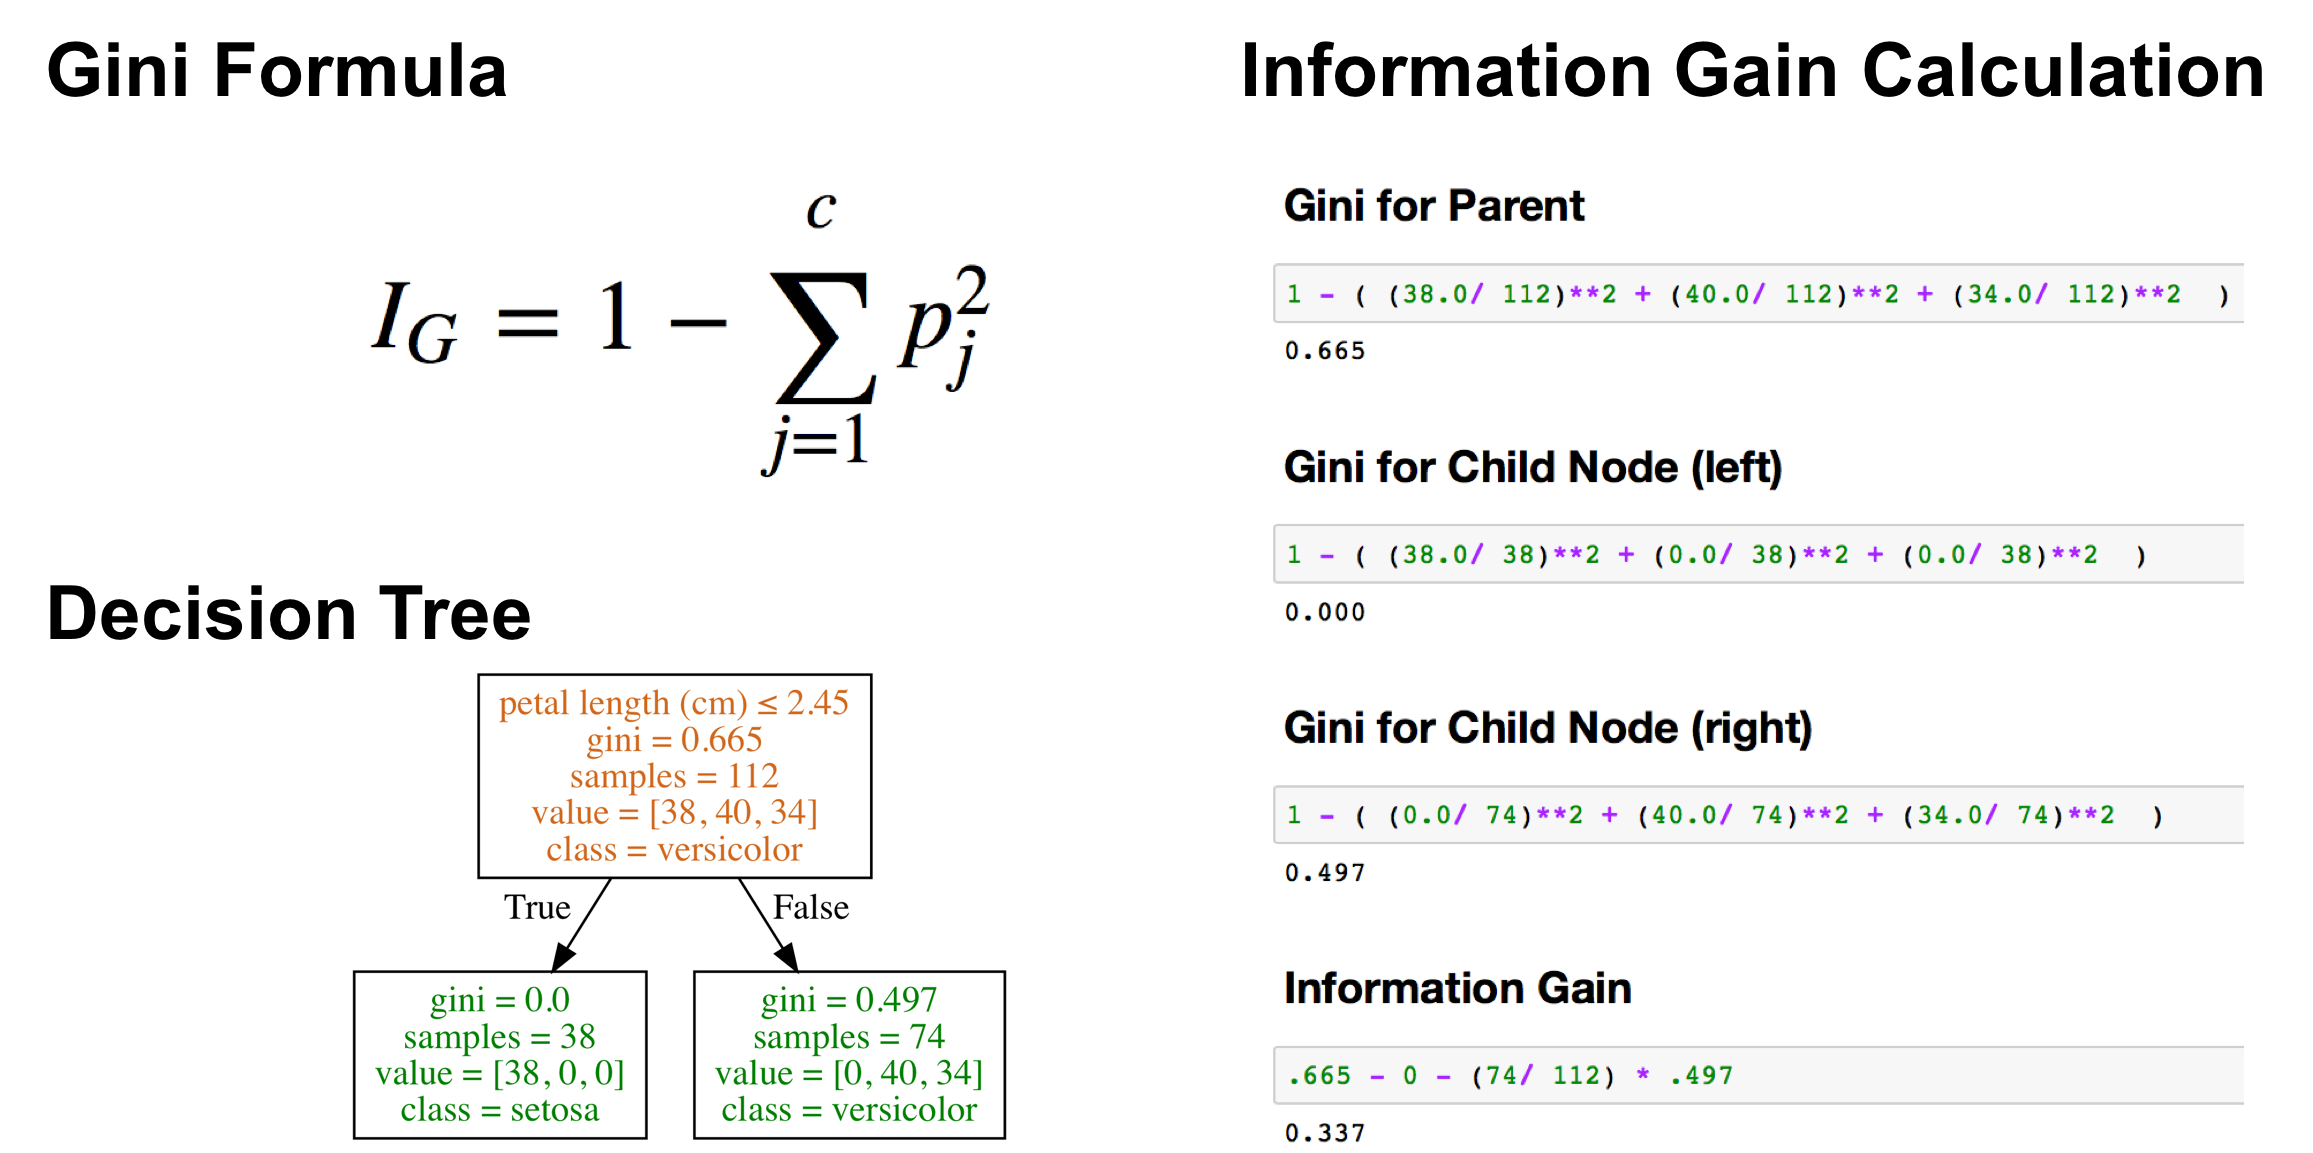 Gini Formula
I_G = 1 − ∑_{j=1}^{c} p_j^2
Decision Tree
petal length (cm) ≤ 2.45
gini = 0.665
samples = 112
value = [38, 40, 34]
class = versicolor
True
False
gini = 0.0
samples = 38
value = [38, 0, 0]
class = setosa
gini = 0.497
samples = 74
value = [0, 40, 34]
class = versicolor
Information Gain Calculation
Gini for Parent
1 - ( (38.0/ 112)**2 + (40.0/ 112)**2 + (34.0/ 112)**2  )
0.665
Gini for Child Node (left)
1 - ( (38.0/ 38)**2 + (0.0/ 38)**2 + (0.0/ 38)**2  )
0.000
Gini for Child Node (right)
1 - ( (0.0/ 74)**2 + (40.0/ 74)**2 + (34.0/ 74)**2  )
0.497
Information Gain
.665 - 0 - (74/ 112) * .497
0.337